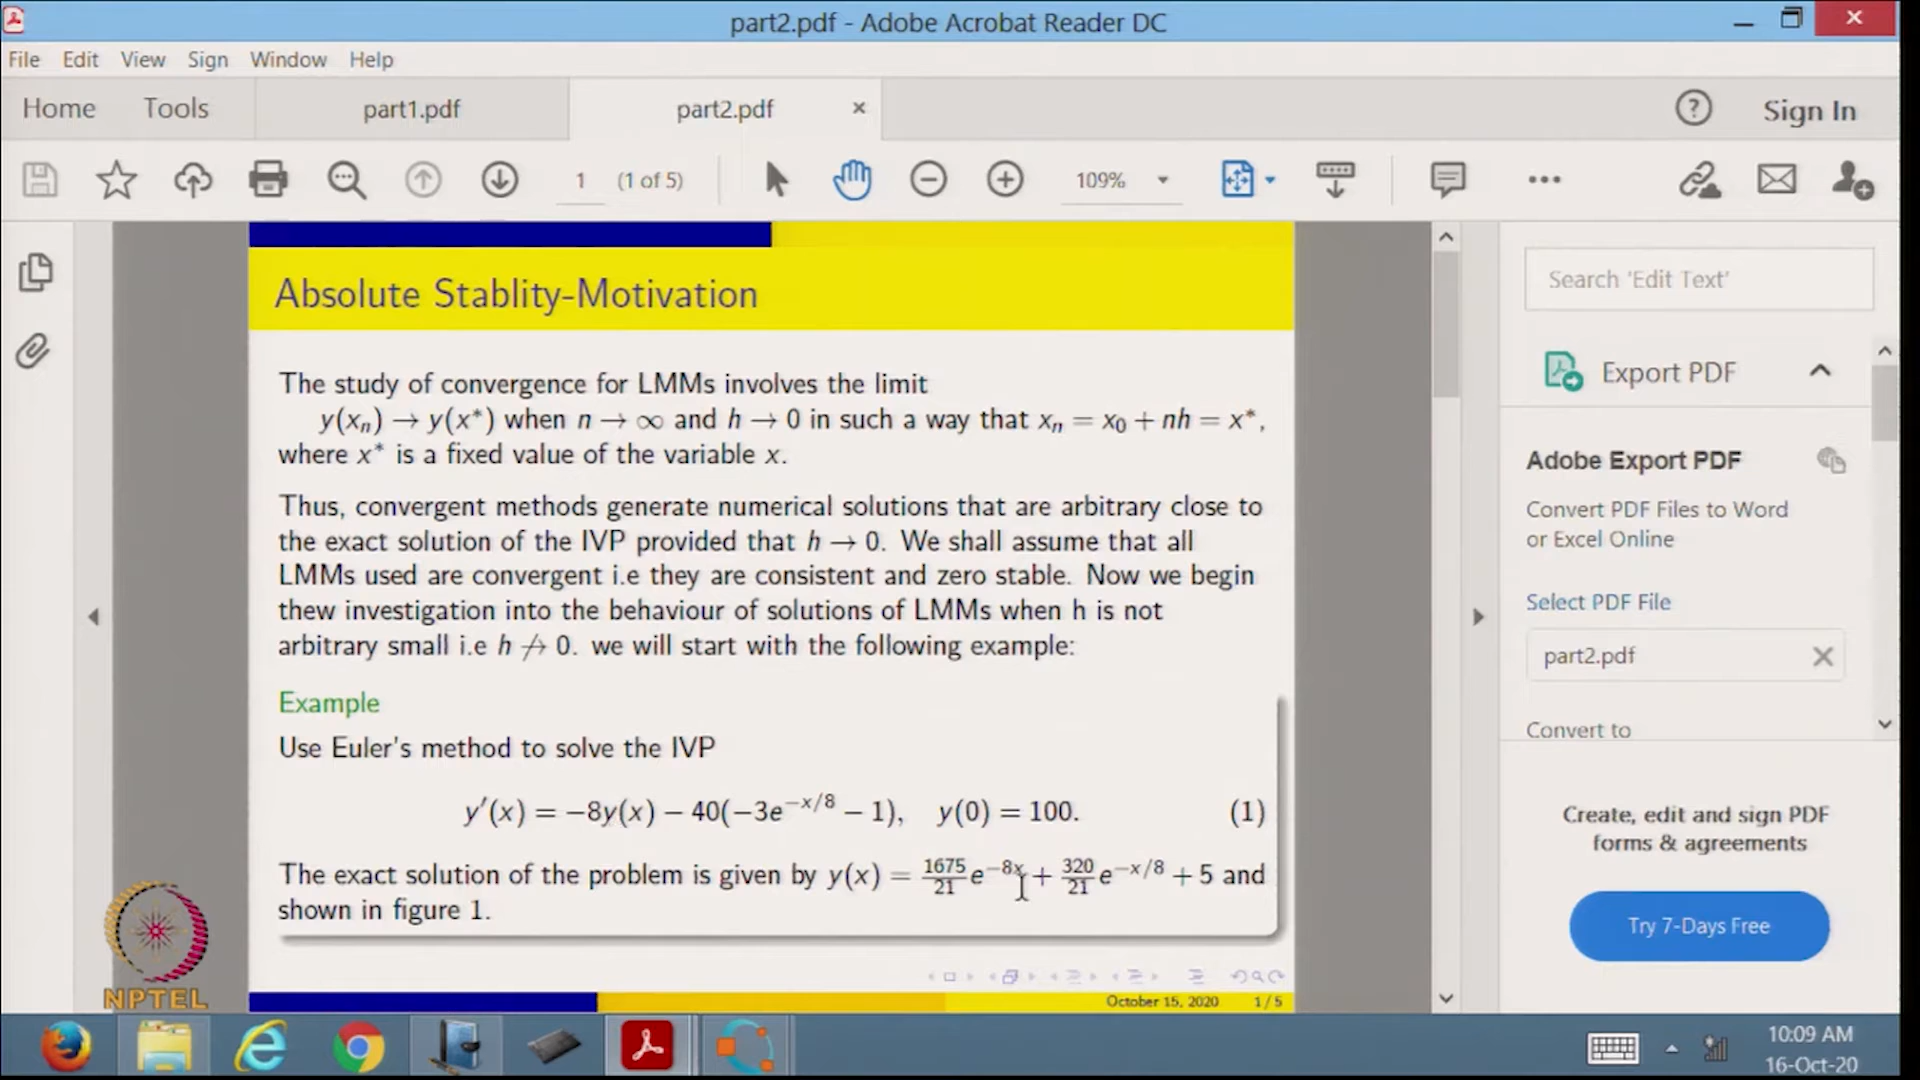 part2.pdf - Adobe Acrobat Reader DC
File Edit View Sign Window Help
Home Tools part1.pdf part2.pdf × ? Sign In
1 (1 of 5) 109%
Absolute Stablity-Motivation
The study of convergence for LMMs involves the limit
y(xₙ) → y(x*) when n → ∞ and h → 0 in such a way that xₙ = x₀ + nh = x*,
where x* is a fixed value of the variable x.
Thus, convergent methods generate numerical solutions that are arbitrary close to
the exact solution of the IVP provided that h → 0. We shall assume that all
LMMs used are convergent i.e they are consistent and zero stable. Now we begin
thew investigation into the behaviour of solutions of LMMs when h is not
arbitrary small i.e h ↛ 0. we will start with the following example:
Example
Use Euler's method to solve the IVP
y′(x) = −8y(x) − 40(−3e^{−x/8} − 1), y(0) = 100. (1)
The exact solution of the problem is given by y(x) = 1675/21 e^{−8x} + 320/21 e^{−x/8} + 5 and
shown in figure 1.
October 15, 2020 1 / 5
NPTEL
Search 'Edit Text'
Export PDF
Adobe Export PDF
Convert PDF Files to Word
or Excel Online
Select PDF File
part2.pdf
Convert to
Create, edit and sign PDF
forms & agreements
Try 7-Days Free
10:09 AM
16-Oct-20